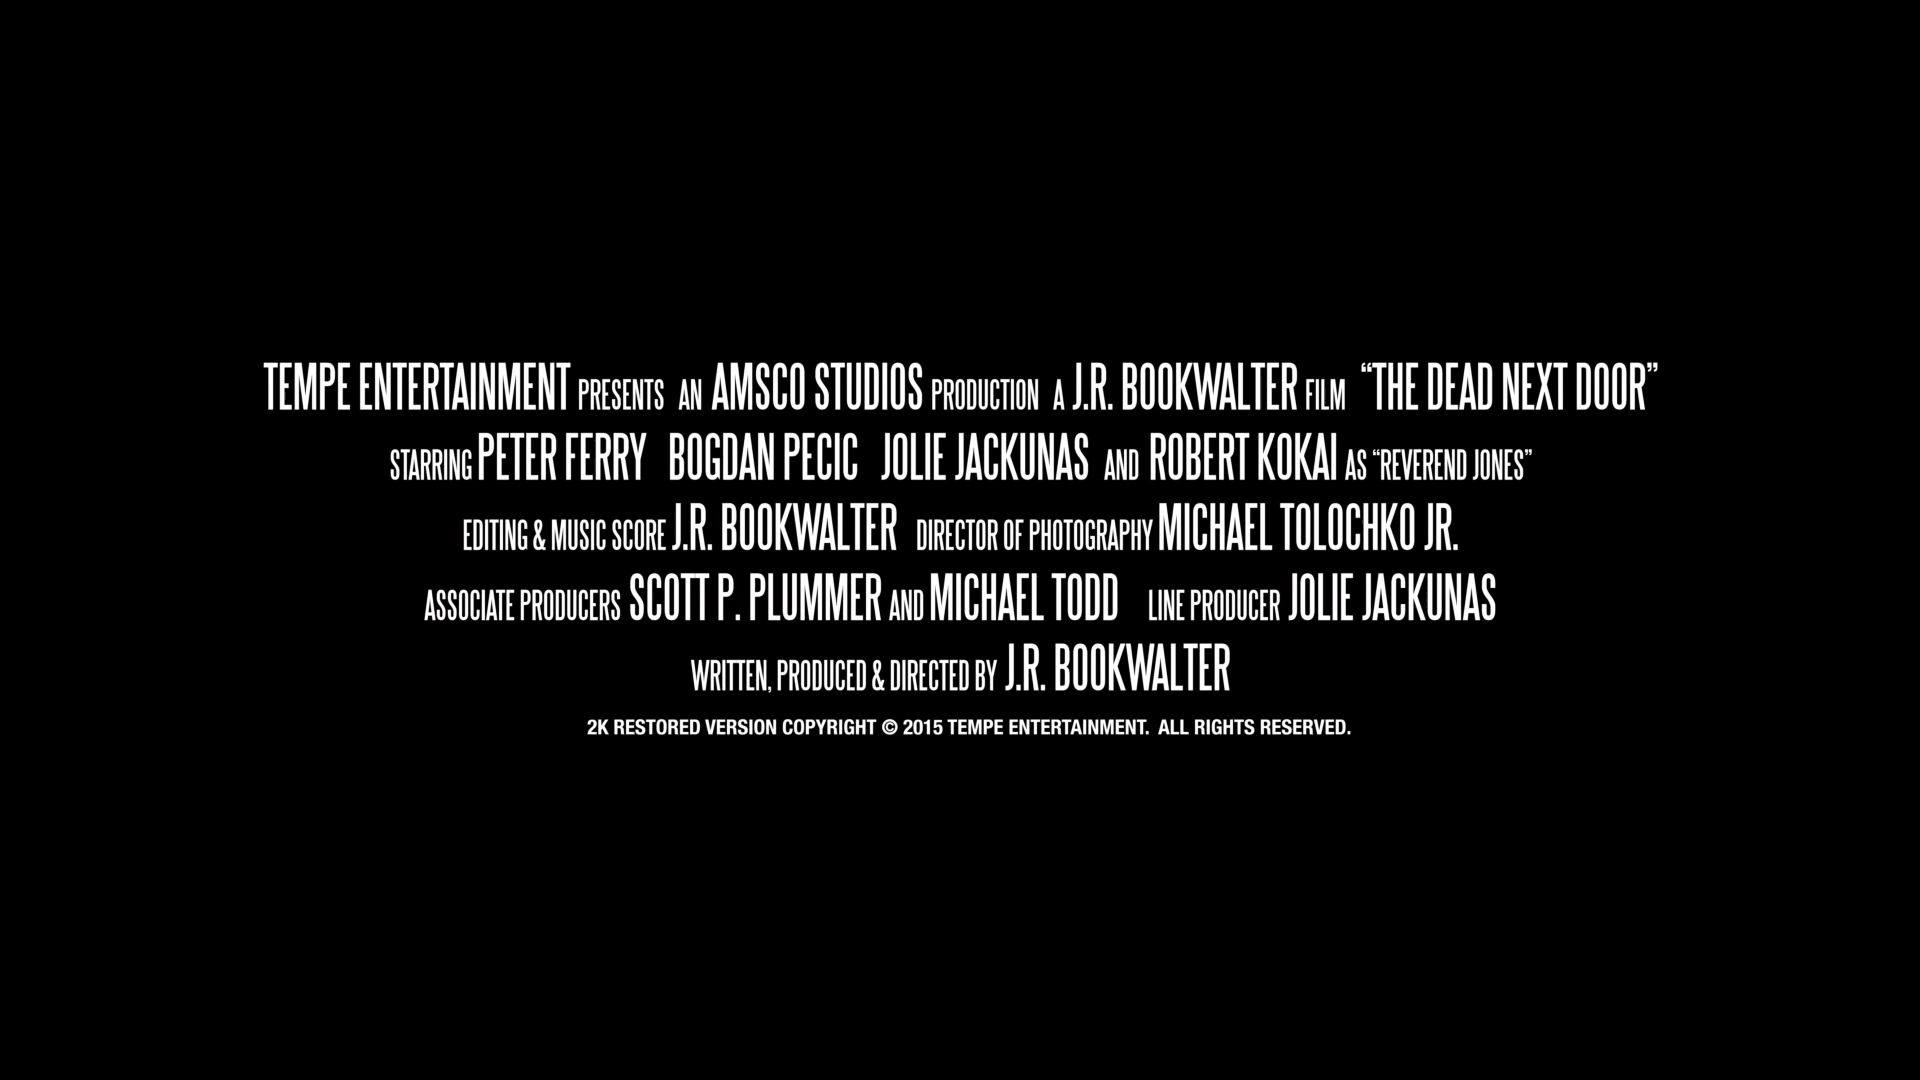 TEMPE ENTERTAINMENT PRESENTS AN AMSCO STUDIOS PRODUCTION A J.R. BOOKWALTER FILM “THE DEAD NEXT DOOR”
STARRING PETER FERRY BOGDAN PECIC JOLIE JACKUNAS AND ROBERT KOKAI AS “REVEREND JONES”
EDITING & MUSIC SCORE J.R. BOOKWALTER DIRECTOR OF PHOTOGRAPHY MICHAEL TOLOCHKO JR.
ASSOCIATE PRODUCERS SCOTT P. PLUMMER AND MICHAEL TODD LINE PRODUCER JOLIE JACKUNAS
WRITTEN, PRODUCED & DIRECTED BY J.R. BOOKWALTER
2K RESTORED VERSION COPYRIGHT © 2015 TEMPE ENTERTAINMENT. ALL RIGHTS RESERVED.